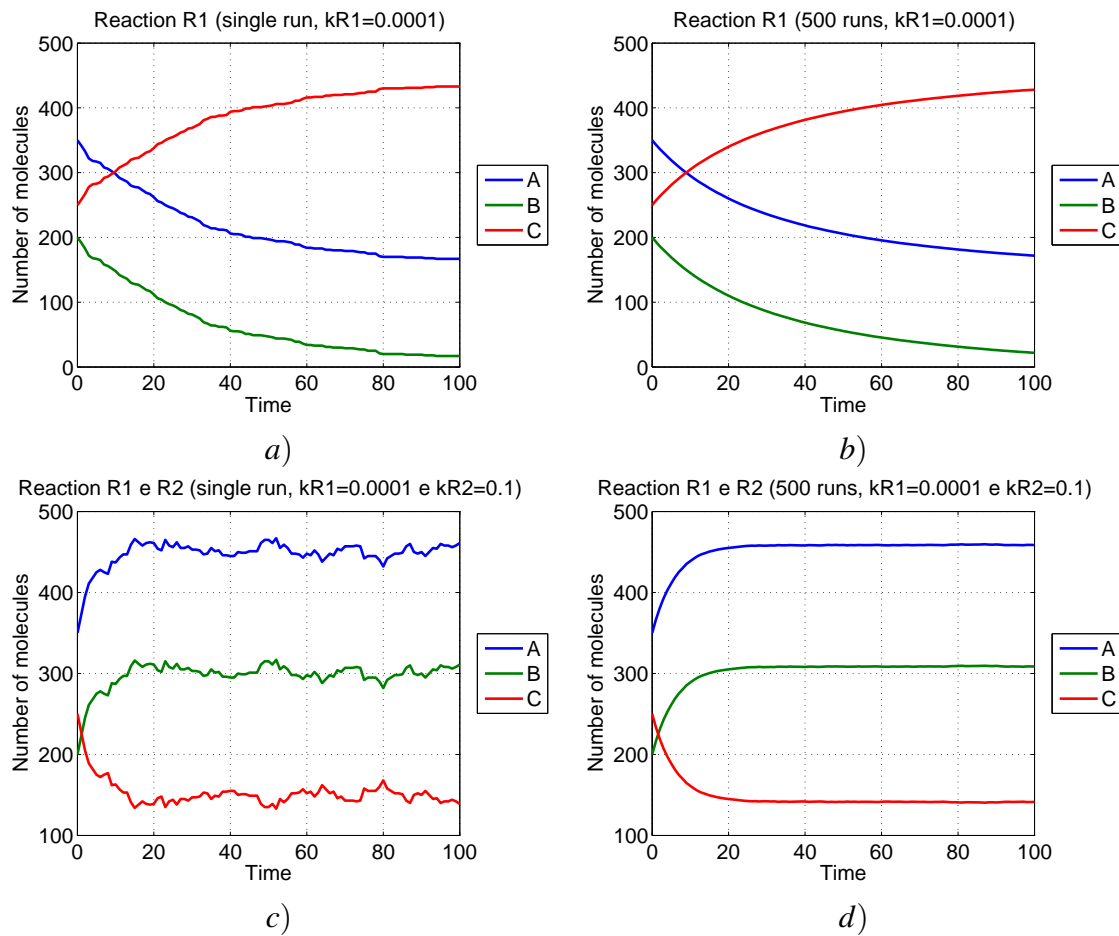 Reaction R1 (single run, kR1=0.0001)
500
400
300
200
100
0
0 20 40 60 80 100
Number of molecules
Time
A
B
C
a)
Reaction R1 (500 runs, kR1=0.0001)
500
400
300
200
100
0
0 20 40 60 80 100
Number of molecules
Time
A
B
C
b)
Reaction R1 e R2 (single run, kR1=0.0001 e kR2=0.1)
500
400
300
200
100
0 20 40 60 80 100
Number of molecules
Time
A
B
C
c)
Reaction R1 e R2 (500 runs, kR1=0.0001 e kR2=0.1)
500
400
300
200
100
0 20 40 60 80 100
Number of molecules
Time
A
B
C
d)